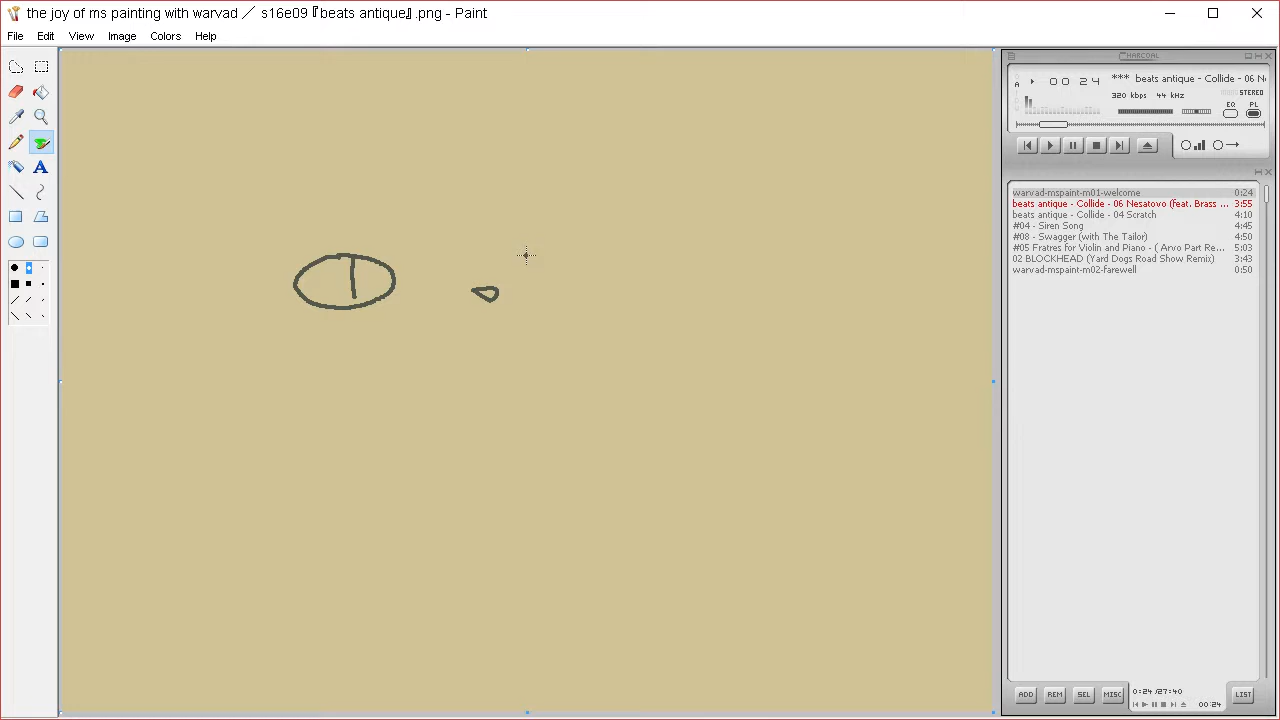 the joy of ms painting with warvad ／ s16e09『beats antique』.png - Paint
File Edit View Image Colors Help
CHARCOAL
00 24 *** beats antique - Collide - 06 N
320 kbps 44 kHz STEREO
EQ PL
warvad-mspaint-m01-welcome 0:24
beats antique - Collide - 06 Nesatovo (feat. Brass ... 3:55
beats antique - Collide - 04 Scratch 4:10
#04 - Siren Song 4:45
#08 - Swagger (with The Tailor) 4:50
#05 Fratres for Violin and Piano - ( Arvo Part Re... 5:03
02 BLOCKHEAD (Yard Dogs Road Show Remix) 3:43
warvad-mspaint-m02-farewell 0:50
ADD REM SEL MISC 0:24/27:40 00:24 LIST